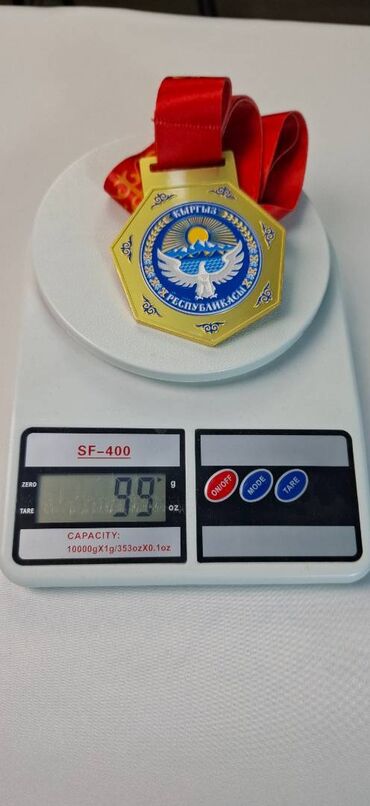 КЫРГЫЗ
РЕСПУБЛИКАСЫ
SF-400
ZERO
TARE
99
g
oz
CAPACITY:
10000gX1g/353ozX0.1oz
ON/OFF
MODE
TARE